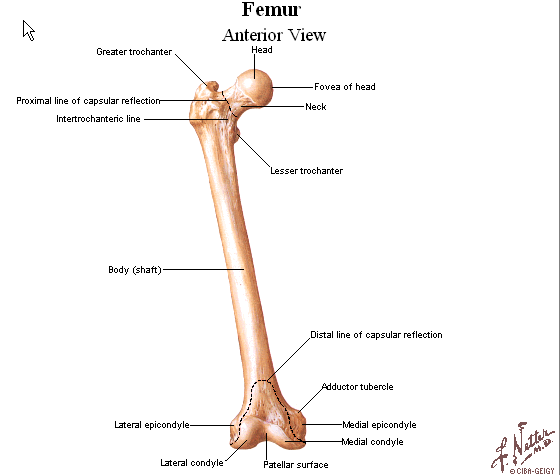 Femur
Anterior View
Head
Greater trochanter
Fovea of head
Proximal line of capsular reflection
Neck
Intertrochanteric line
Lesser trochanter
Body (shaft)
Distal line of capsular reflection
Adductor tubercle
Lateral epicondyle
Medial epicondyle
Medial condyle
Lateral condyle
Patellar surface
F. Netter
M.D.
© CIBA-GEIGY